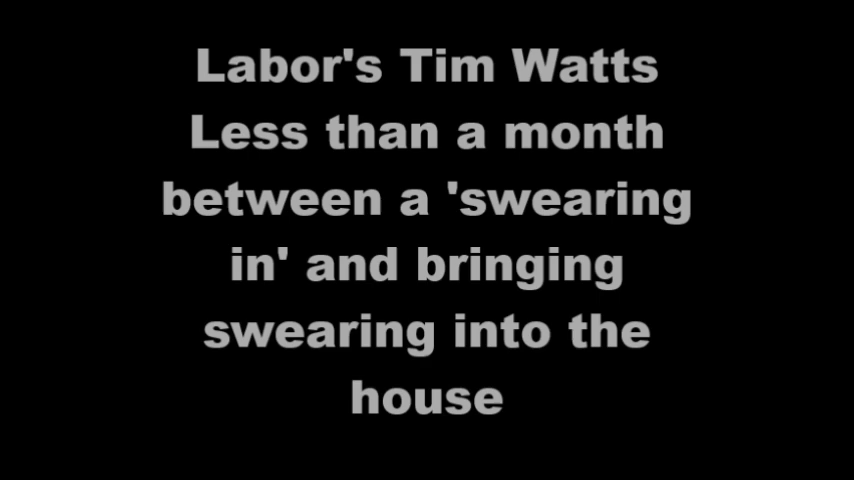 Labor's Tim Watts
Less than a month
between a 'swearing
in' and bringing
swearing into the
house